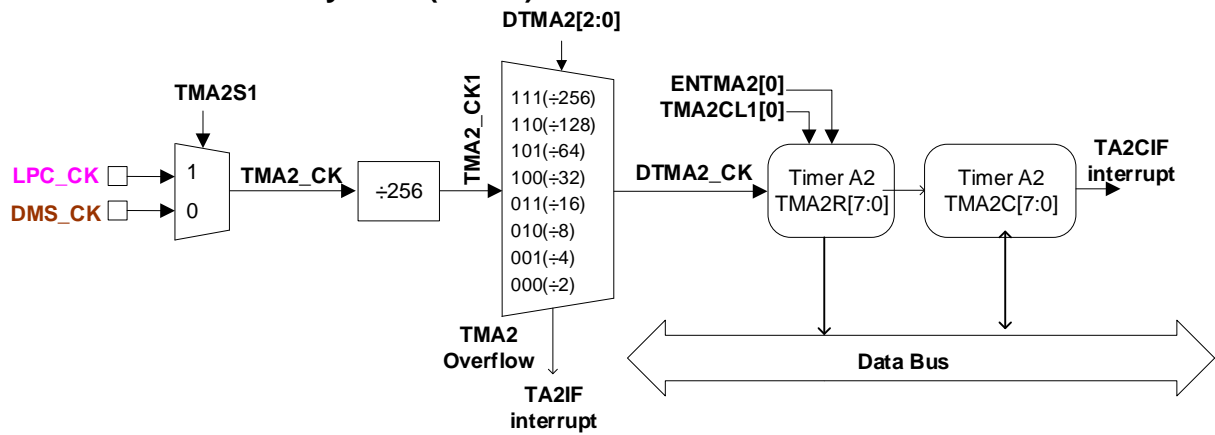 DTMA2[2:0]
TMA2S1
LPC_CK
DMS_CK
1
0
TMA2_CK
÷256
TMA2_CK1
111(÷256)
110(÷128)
101(÷64)
100(÷32)
011(÷16)
010(÷8)
001(÷4)
000(÷2)
TMA2
Overflow
TA2IF
interrupt
DTMA2_CK
ENTMA2[0]
TMA2CL1[0]
Timer A2
TMA2R[7:0]
Timer A2
TMA2C[7:0]
TA2CIF
interrupt
Data Bus